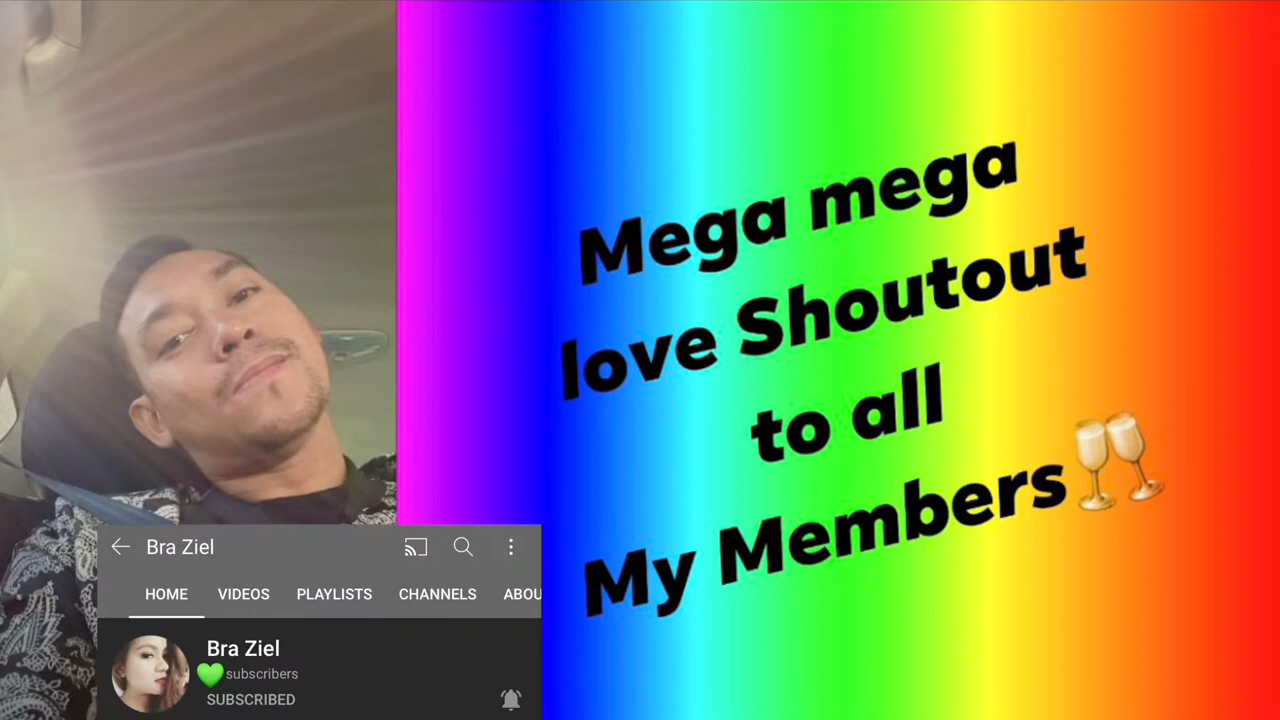 Mega mega
love Shoutout
to all
My Members🥂
Bra Ziel
HOME VIDEOS PLAYLISTS CHANNELS ABOU
Bra Ziel
💚subscribers
SUBSCRIBED